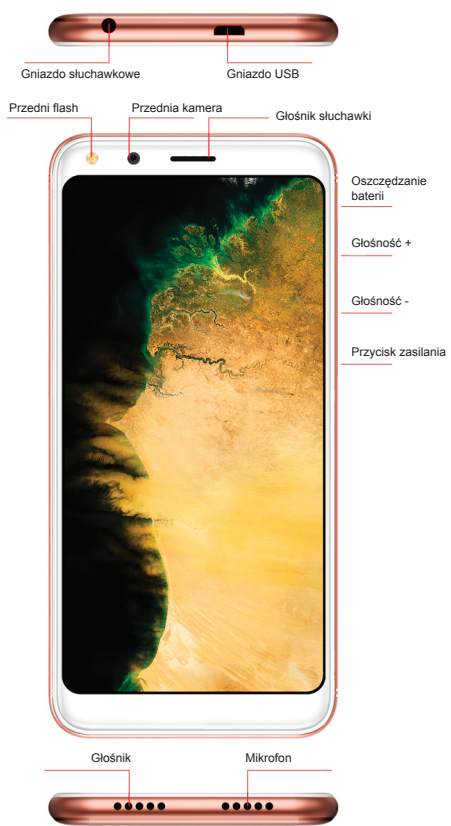 Gniazdo słuchawkowe
Gniazdo USB
Przedni flash
Przednia kamera
Głośnik słuchawki
Oszczędzanie
baterii
Głośność +
Głośność -
Przycisk zasilania
Głośnik
Mikrofon